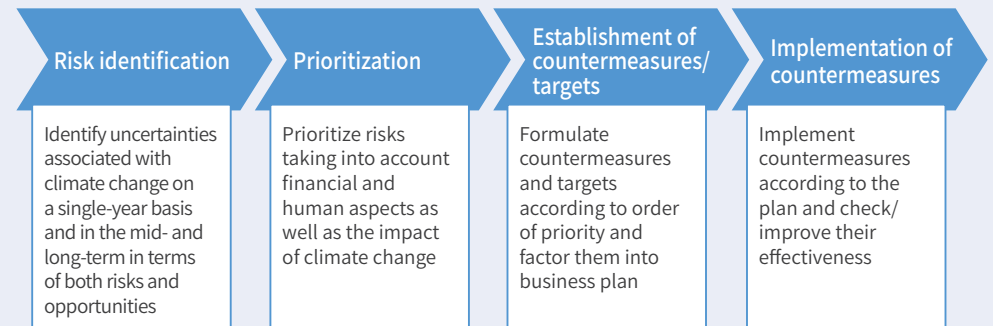 Risk identification
Identify uncertainties
associated with
climate change on
a single-year basis
and in the mid- and
long-term in terms
of both risks and
opportunities
Prioritization
Prioritize risks
taking into account
financial and
human aspects as
well as the impact
of climate change
Establishment of
countermeasures/
targets
Formulate
countermeasures
and targets
according to order
of priority and
factor them into
business plan
Implementation of
countermeasures
Implement
countermeasures
according to the
plan and check/
improve their
effectiveness